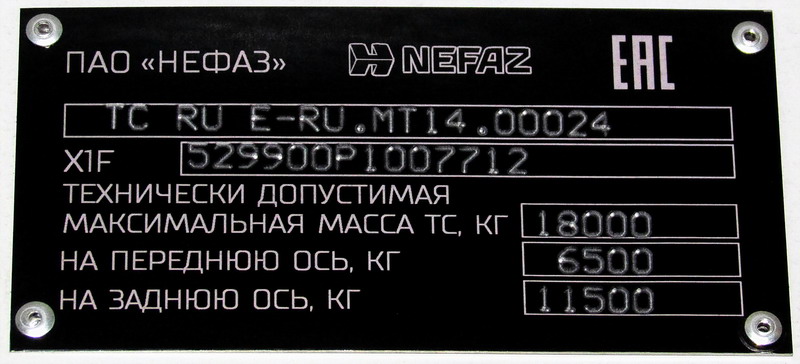 ПАО «НЕФАЗ» NEFAZ EAC
ТС RU E-RU.MT14.00024
X1F 529900P1007712
ТЕХНИЧЕСКИ ДОПУСТИМАЯ
МАКСИМАЛЬНАЯ МАССА ТС, КГ 18000
НА ПЕРЕДНЮЮ ОСЬ, КГ 6500
НА ЗАДНЮЮ ОСЬ, КГ 11500